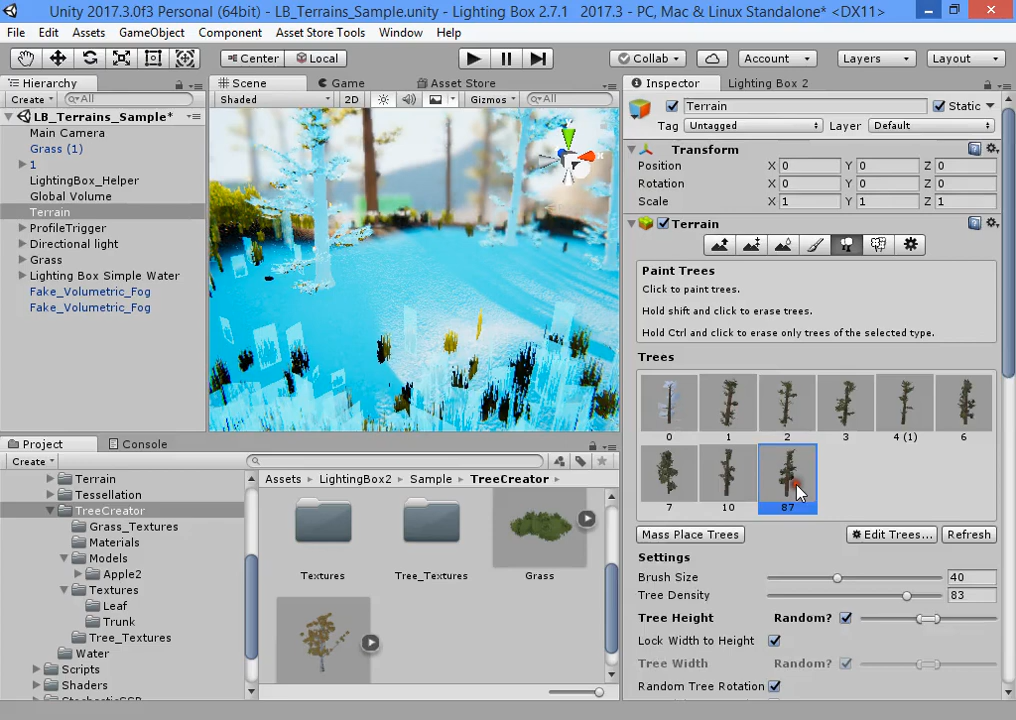 Unity 2017.3.0f3 Personal (64bit) - LB_Terrains_Sample.unity - Lighting Box 2.7.1   2017.3 - PC, Mac & Linux Standalone* <DX11>
File   Edit   Assets   GameObject   Component   Asset Store Tools   Window   Help
Center   Local   Collab   Account   Layers   Layout
Hierarchy   Scene   Game   Asset Store   Inspector   Lighting Box 2
Create   All   Shaded   2D   Gizmos   All   Terrain   Static
LB_Terrains_Sample*   Tag   Untagged   Layer   Default
Main Camera
Grass (1)   Transform
1   Position   X 0   Y 0   Z 0
LightingBox_Helper   Rotation   X 0   Y 0   Z 0
Global Volume   Scale   X 1   Y 1   Z 1
Terrain
ProfileTrigger   Terrain
Directional light
Grass
Lighting Box Simple Water   Paint Trees
Fake_Volumetric_Fog   Click to paint trees.
Fake_Volumetric_Fog   Hold shift and click to erase trees.
Hold Ctrl and click to erase only trees of the selected type.
Trees
0   1   2   3   4 (1)   6
7   10   87
Project   Console
Create
Terrain   Assets   LightingBox2   Sample   TreeCreator
Tessellation
TreeCreator
Grass_Textures
Materials
Models
Apple2
Textures
Leaf
Trunk
Tree_Textures
Water
Scripts
Shaders
Textures   Tree_Textures   Grass
Mass Place Trees   Edit Trees...   Refresh
Settings
Brush Size   40
Tree Density   83
Tree Height   Random?
Lock Width to Height
Tree Width   Random?
Random Tree Rotation